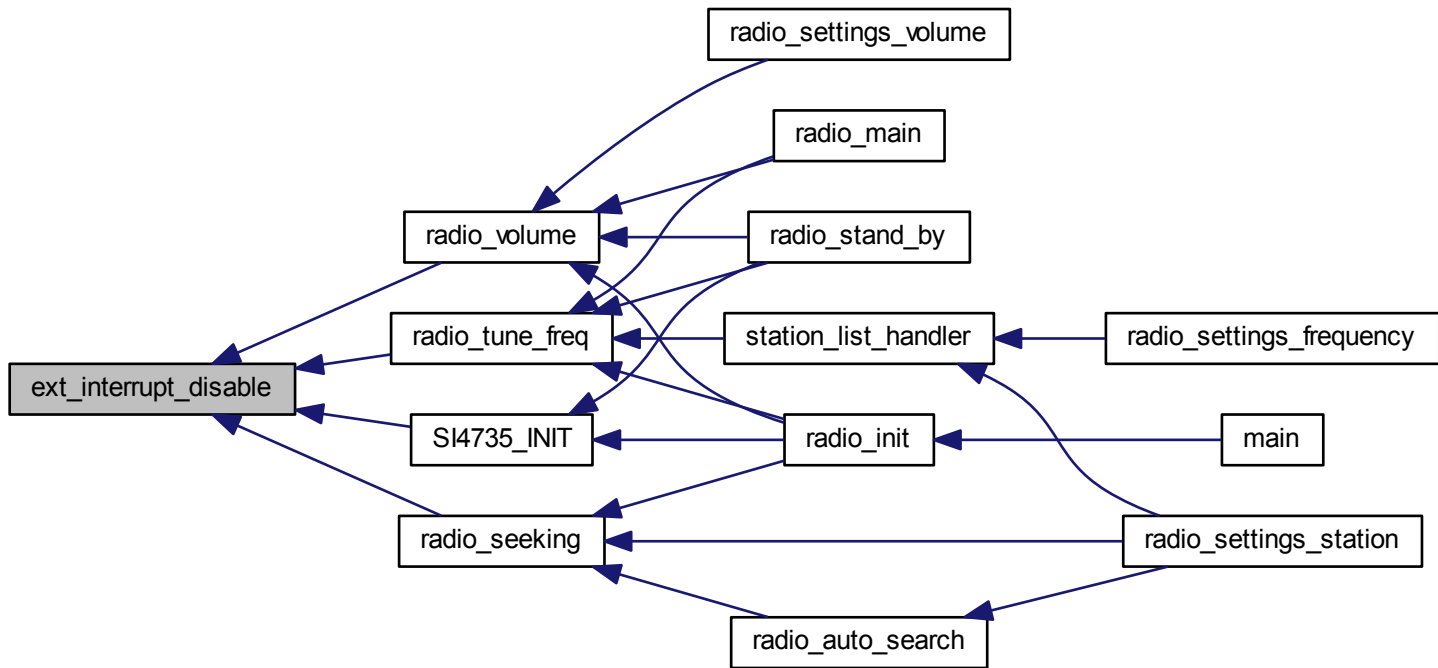 radio_settings_volume
radio_main
radio_volume
radio_stand_by
radio_tune_freq
station_list_handler
radio_settings_frequency
ext_interrupt_disable
SI4735_INIT
radio_init
main
radio_seeking
radio_settings_station
radio_auto_search